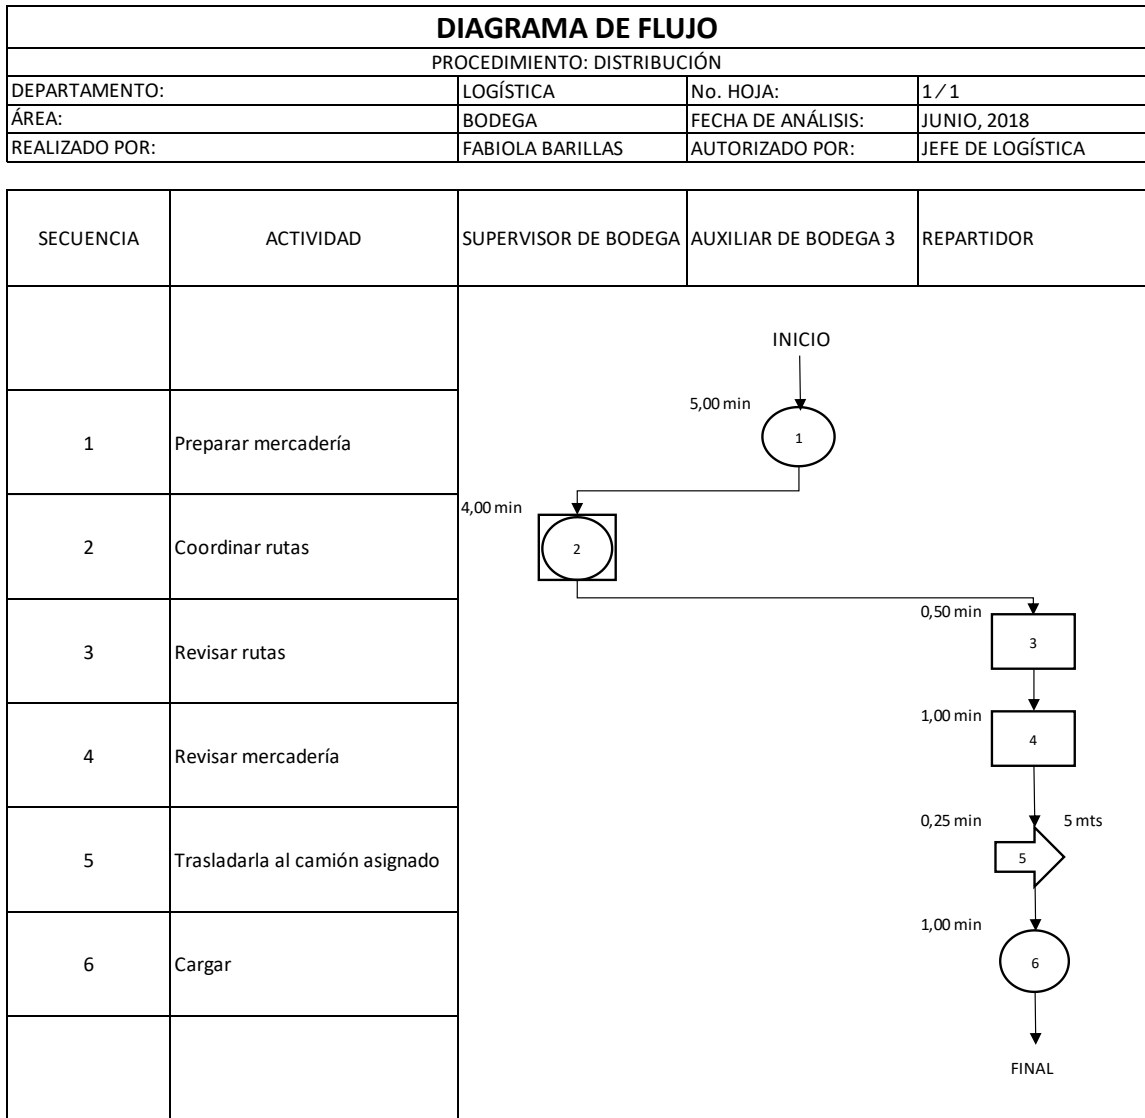 DIAGRAMA DE FLUJO
PROCEDIMIENTO: DISTRIBUCIÓN
DEPARTAMENTO: LOGÍSTICA No. HOJA: 1 ∕ 1
ÁREA: BODEGA FECHA DE ANÁLISIS: JUNIO, 2018
REALIZADO POR: FABIOLA BARILLAS AUTORIZADO POR: JEFE DE LOGÍSTICA
SECUENCIA ACTIVIDAD SUPERVISOR DE BODEGA AUXILIAR DE BODEGA 3 REPARTIDOR
INICIO
5,00 min
1 Preparar mercadería 1
4,00 min
2 Coordinar rutas 2
0,50 min
3 Revisar rutas 3
1,00 min
4 Revisar mercadería 4
0,25 min 5 mts
5 Trasladarla al camión asignado 5
1,00 min
6 Cargar 6
FINAL